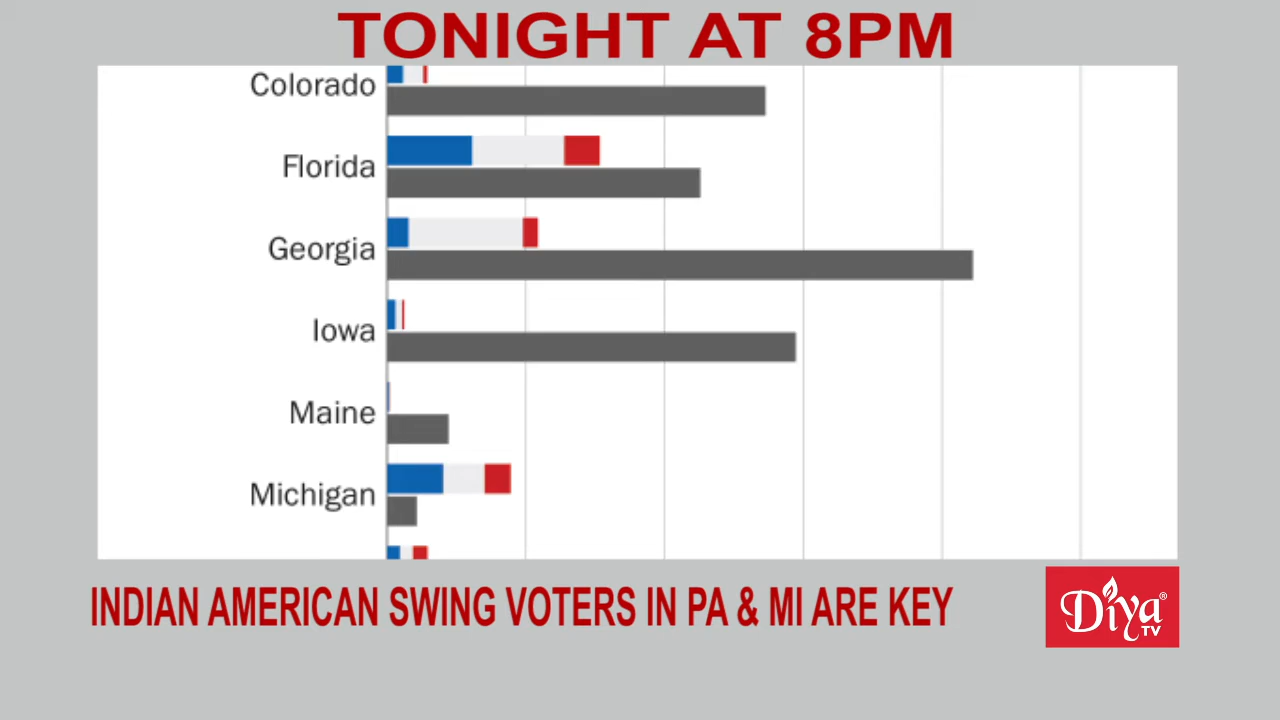 TONIGHT AT 8PM
Colorado
Florida
Georgia
Iowa
Maine
Michigan
INDIAN AMERICAN SWING VOTERS IN PA & MI ARE KEY
Diya®
TV